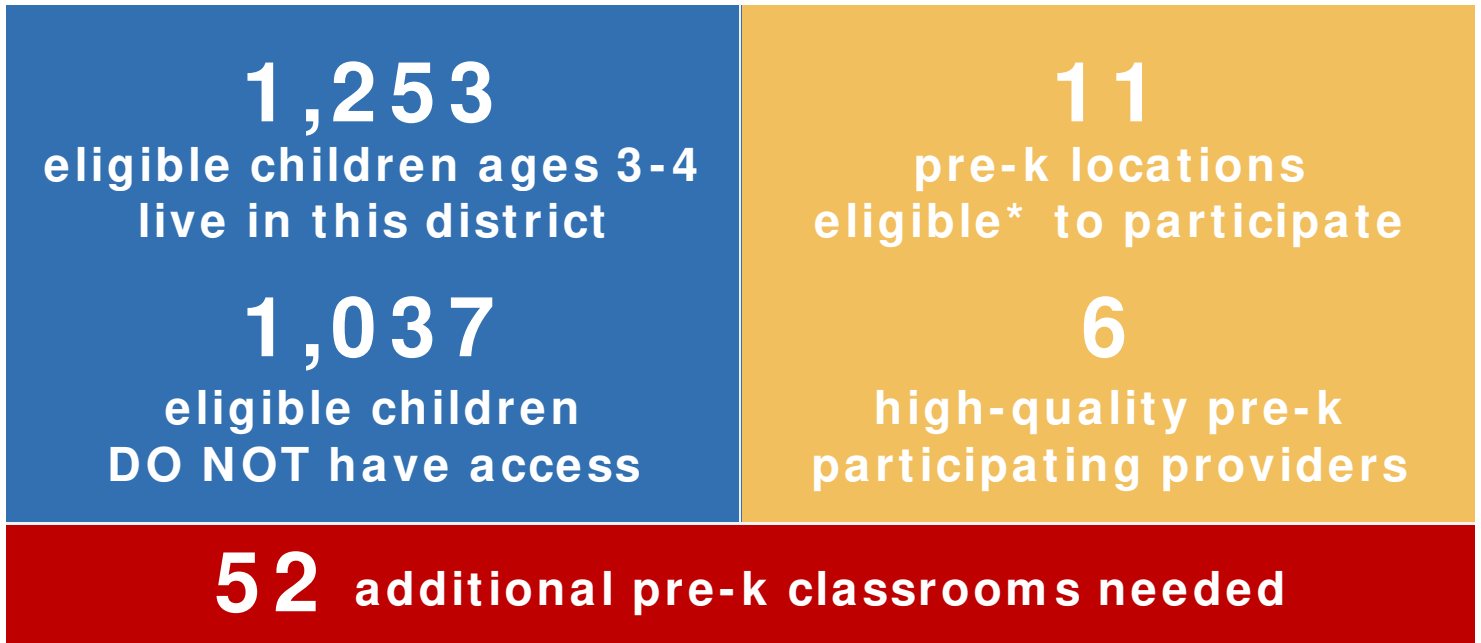 1,253
eligible children ages 3-4
live in this district
1,037
eligible children
DO NOT have access
11
pre-k locations
eligible* to participate
6
high-quality pre-k
participating providers
52 additional pre-k classrooms needed